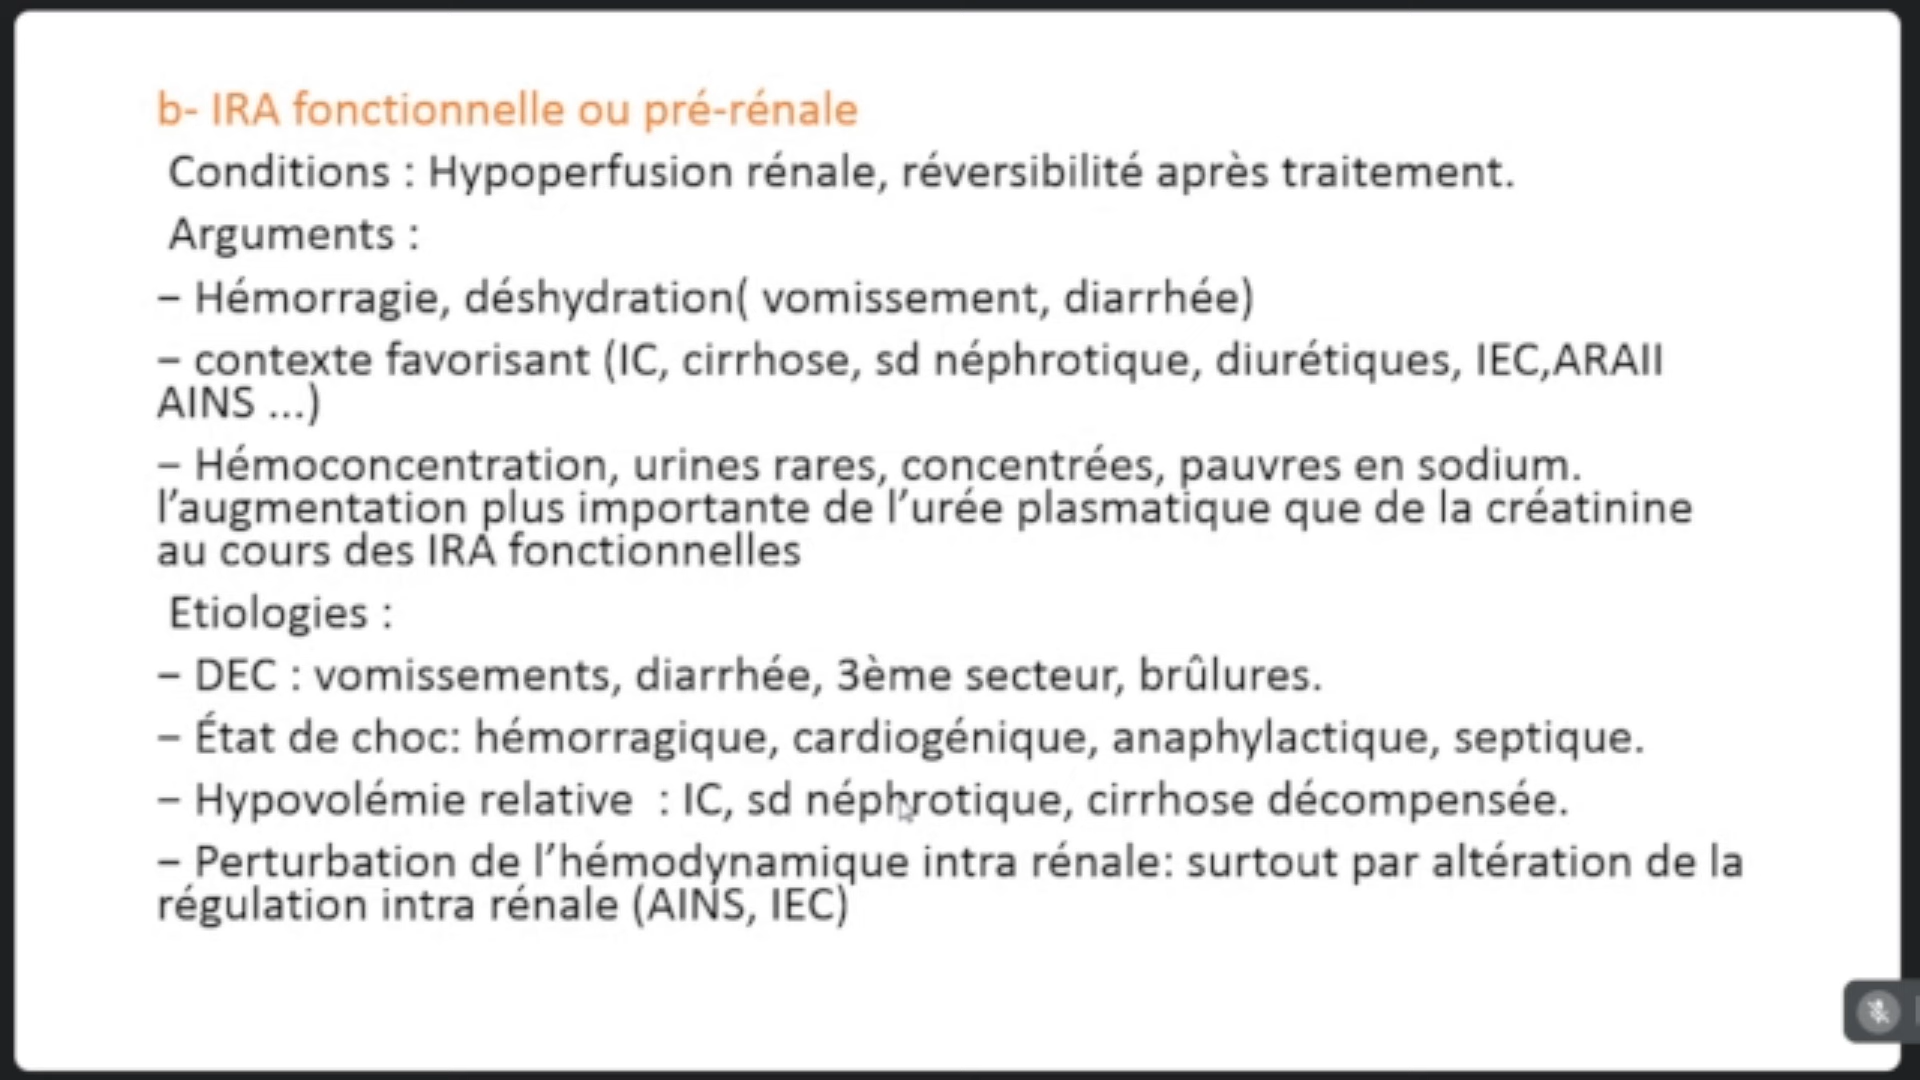 b- IRA fonctionnelle ou pré-rénale
Conditions : Hypoperfusion rénale, réversibilité après traitement.
Arguments :
– Hémorragie, déshydration( vomissement, diarrhée)
– contexte favorisant (IC, cirrhose, sd néphrotique, diurétiques, IEC,ARAII
AINS ...)
– Hémoconcentration, urines rares, concentrées, pauvres en sodium.
l’augmentation plus importante de l’urée plasmatique que de la créatinine
au cours des IRA fonctionnelles
Etiologies :
– DEC : vomissements, diarrhée, 3ème secteur, brûlures.
– État de choc: hémorragique, cardiogénique, anaphylactique, septique.
– Hypovolémie relative  : IC, sd néphrotique, cirrhose décompensée.
– Perturbation de l’hémodynamique intra rénale: surtout par altération de la
régulation intra rénale (AINS, IEC)